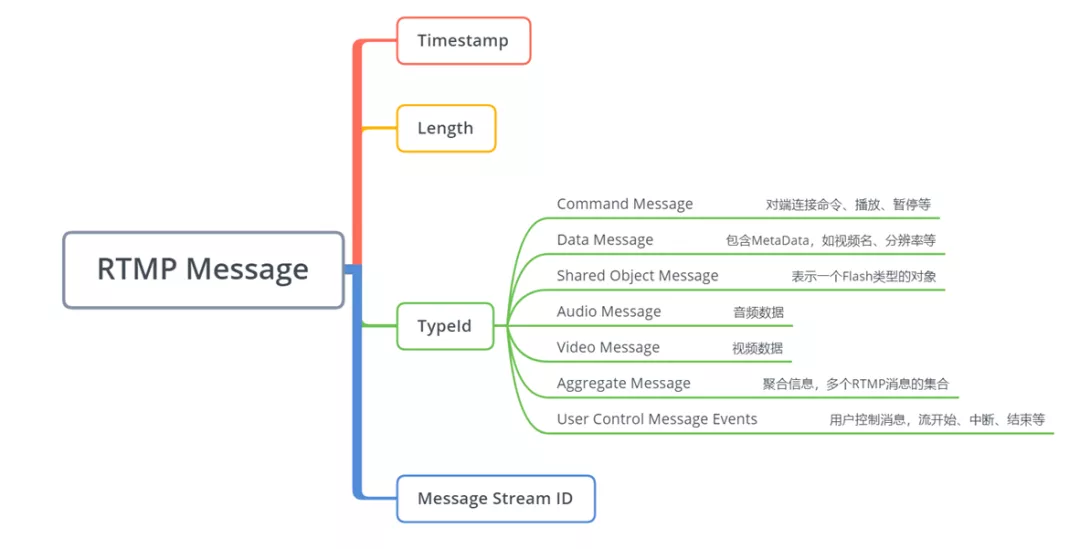 Timestamp
Length
RTMP Message
Command Message 对端连接命令、播放、暂停等
Data Message 包含MetaData，如视频名、分辨率等
Shared Object Message 表示一个Flash类型的对象
TypeId
Audio Message 音频数据
Video Message 视频数据
Aggregate Message 聚合信息，多个RTMP消息的集合
User Control Message Events 用户控制消息，流开始、中断、结束等
Message Stream ID